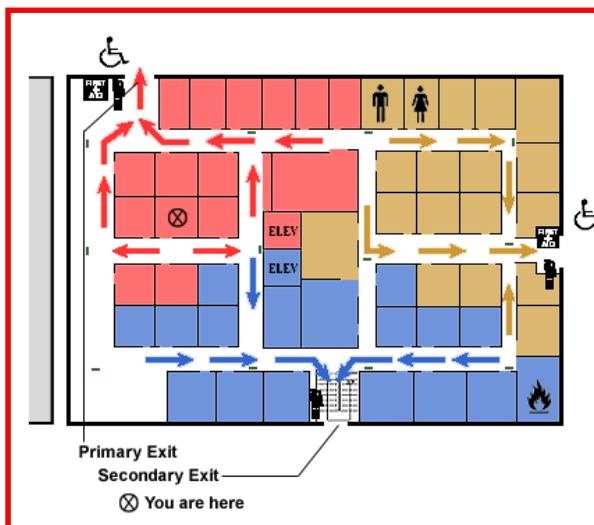 FIRST
AID
ELEV
ELEV
FIRST
AID
Primary Exit
Secondary Exit
You are here